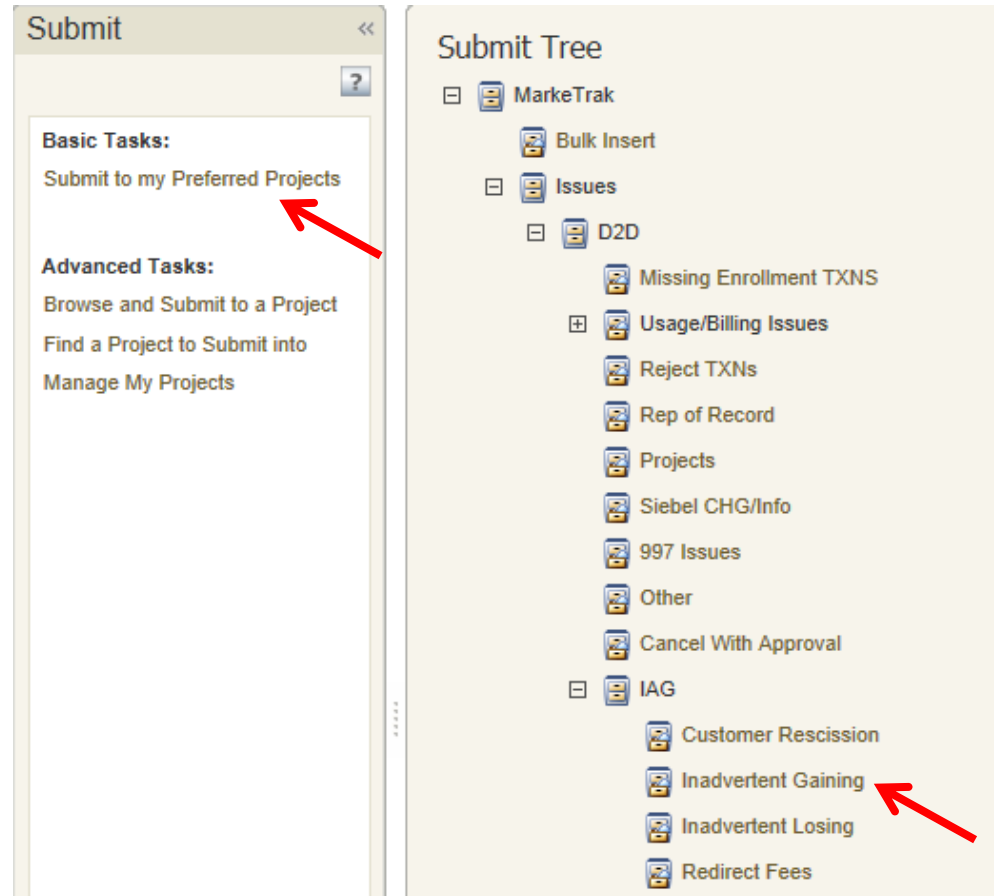 Submit «
?
Basic Tasks:
Submit to my Preferred Projects
Advanced Tasks:
Browse and Submit to a Project
Find a Project to Submit into
Manage My Projects
Submit Tree
MarkeTrak
Bulk Insert
Issues
D2D
Missing Enrollment TXNS
Usage/Billing Issues
Reject TXNs
Rep of Record
Projects
Siebel CHG/Info
997 Issues
Other
Cancel With Approval
IAG
Customer Rescission
Inadvertent Gaining
Inadvertent Losing
Redirect Fees